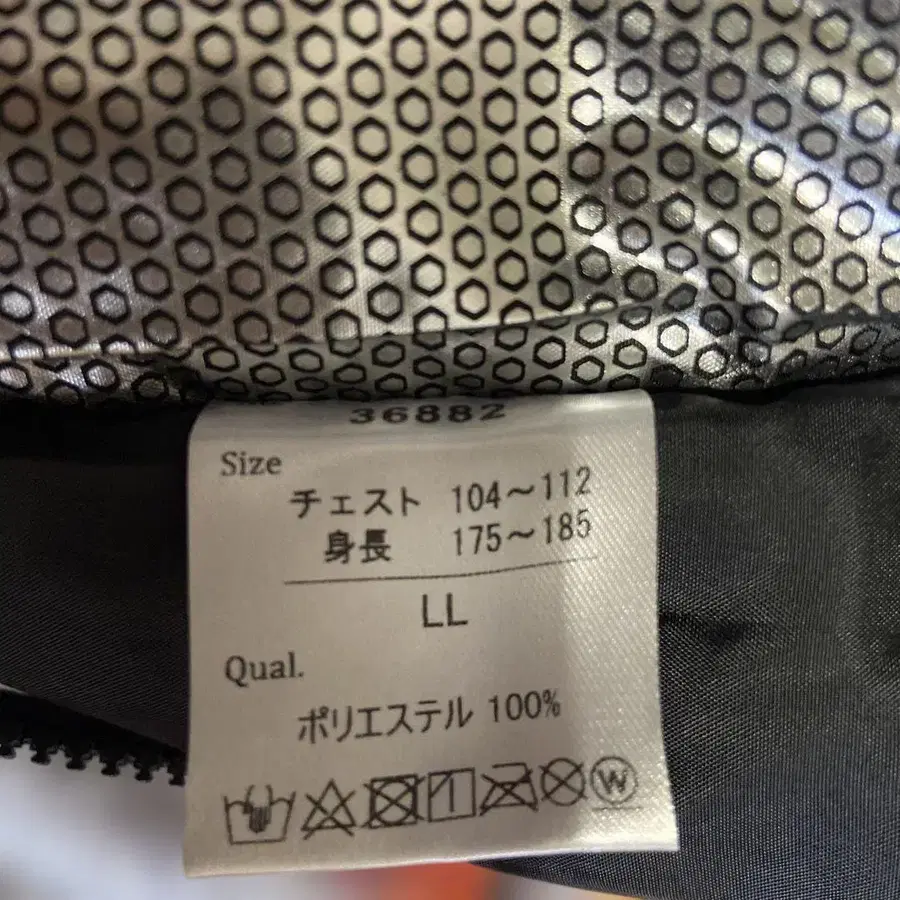 36882
Size
チェスト 104～112
身長 175～185
LL
Qual.
ポリエステル 100%
W